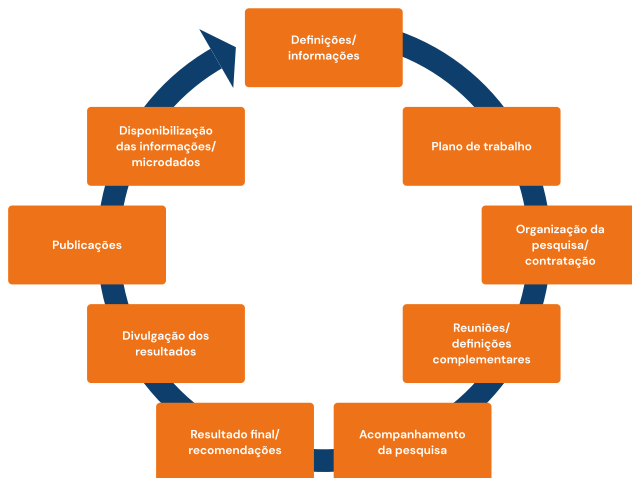 Definições/
informações
Plano de trabalho
Organização da
pesquisa/
contratação
Reuniões/
definições
complementares
Acompanhamento
da pesquisa
Resultado final/
recomendações
Divulgação dos
resultados
Publicações
Disponibilização
das informações/
microdados